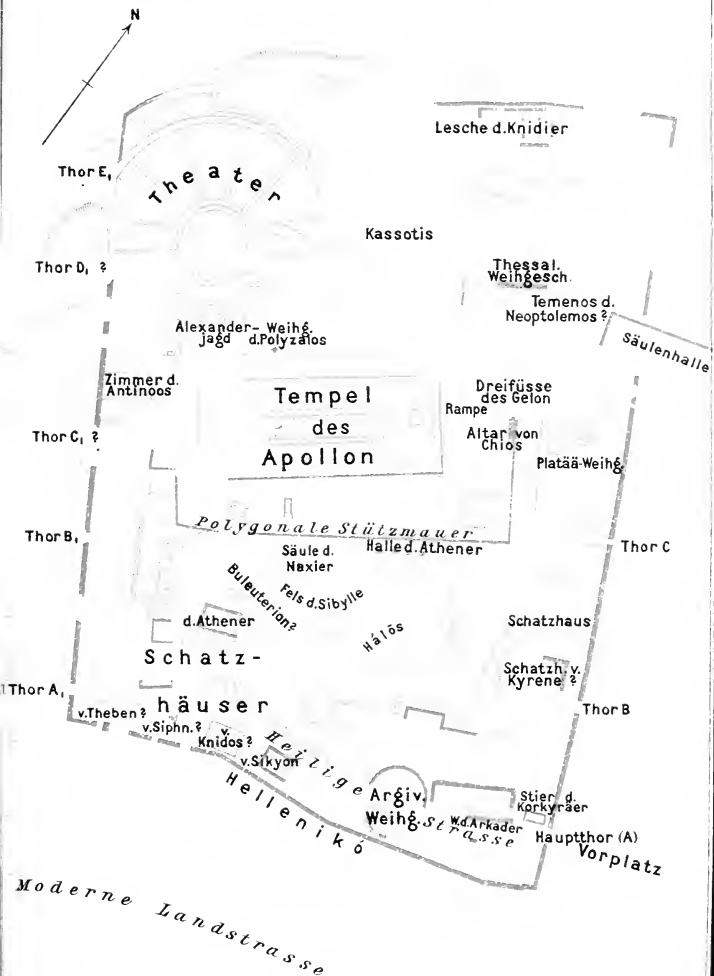 N
Lesche d.Knidier
Thor E,
Theater
Kassotis
Thor D, ?
Thessal.
Weihgesch.
Temenos d.
Neoptolemos ?
Säulenhalle
Alexander- Weihg.
jagd d.Polyzalos
Zimmer d.
Antinoos
Tempel
des
Apollon
Dreifüsse
des Gelon
Rampe
Altar von
Chios
Thor C, ?
Platää-Weihg.
Polygonale Stützmauer
Thor B,
Säule d.
Naxier
Halle d. Athener
Thor C
Buleuterion?
Fels d. Sibylle
Hálōs
d.Athener
Schatzhaus
Schatz-
häuser
Schatzh. v.
Kyrene ?
Thor A,
Thor B
v.Theben ?
v.Siphn.?
v.
Knidos ?
v.Sikyon
Heilige Strasse
Argiv.
Weihg.
Stier d.
Korkyräer
W.d.Arkader
Hauptthor (A)
Vorplatz
Hellenikó
Moderne Landstrasse